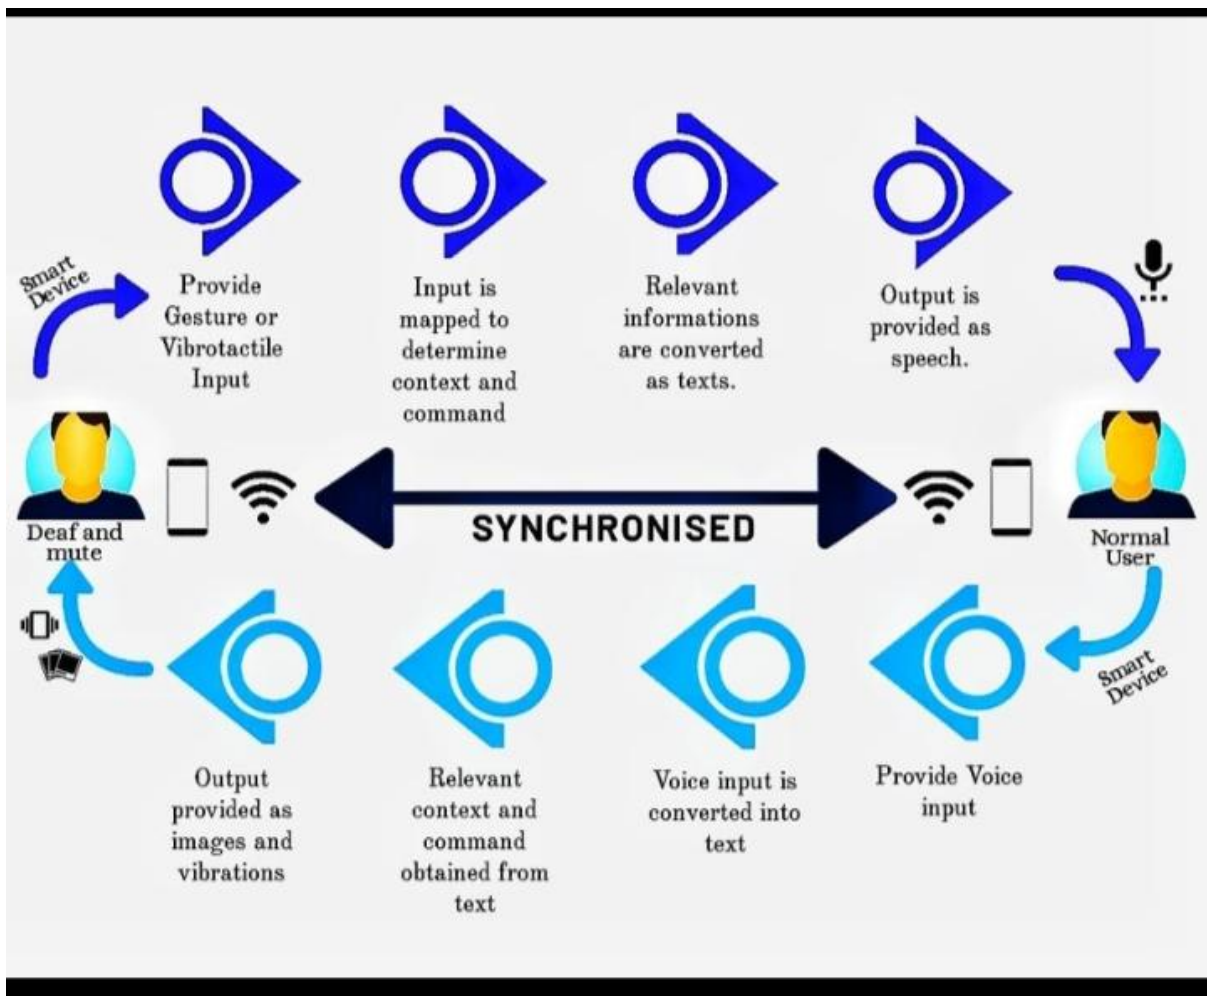 Smart
Device
Provide
Gesture or
Vibrotactile
Input
Input is
mapped to
determine
context and
command
Relevant
informations
are converted
as texts.
Output is
provided as
speech.
Deaf and
mute
SYNCHRONISED
Normal
User
Smart
Device
Output
provided as
images and
vibrations
Relevant
context and
command
obtained from
text
Voice input is
converted into
text
Provide Voice
input